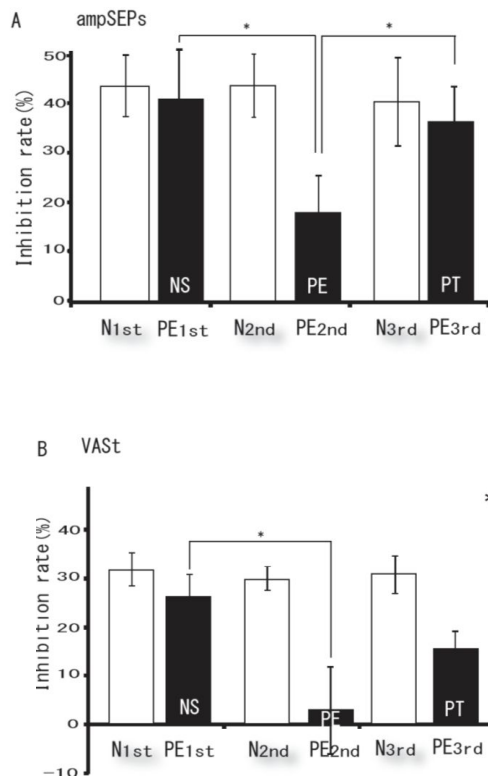 A ampSEPs
* *
Inhibition rate(%)
50
40
30
20
10
0
NS PE PT
N1st PE1st N2nd PE2nd N3rd PE3rd
B VASt
*
*
Inhibition rate(%)
40
30
20
10
0
-10
NS PE PT
N1st PE1st N2nd PE2nd N3rd PE3rd